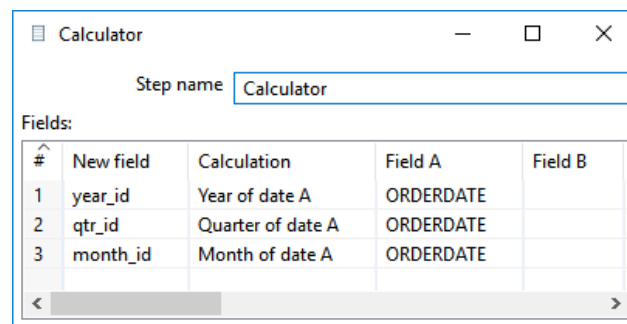 Calculator
Step name Calculator
Fields:
# New field Calculation Field A Field B
1 year_id Year of date A ORDERDATE
2 qtr_id Quarter of date A ORDERDATE
3 month_id Month of date A ORDERDATE